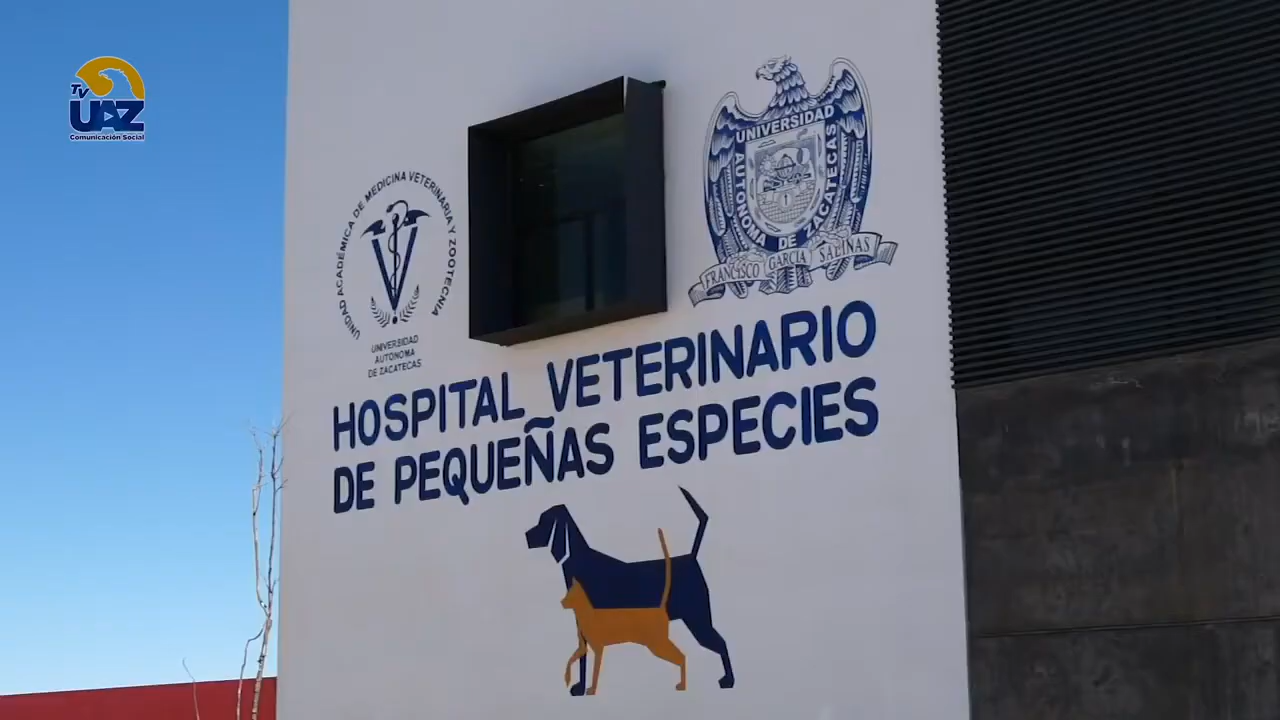 TV
UAZ
Comunicación Social
UNIDAD ACADÉMICA DE MEDICINA VETERINARIA Y ZOOTECNIA
UNIVERSIDAD
AUTÓNOMA
DE ZACATECAS
UNIVERSIDAD
AUTONOMA
DE ZACATECAS
FRANCISCO GARCIA SALINAS
HOSPITAL VETERINARIO
DE PEQUEÑAS ESPECIES